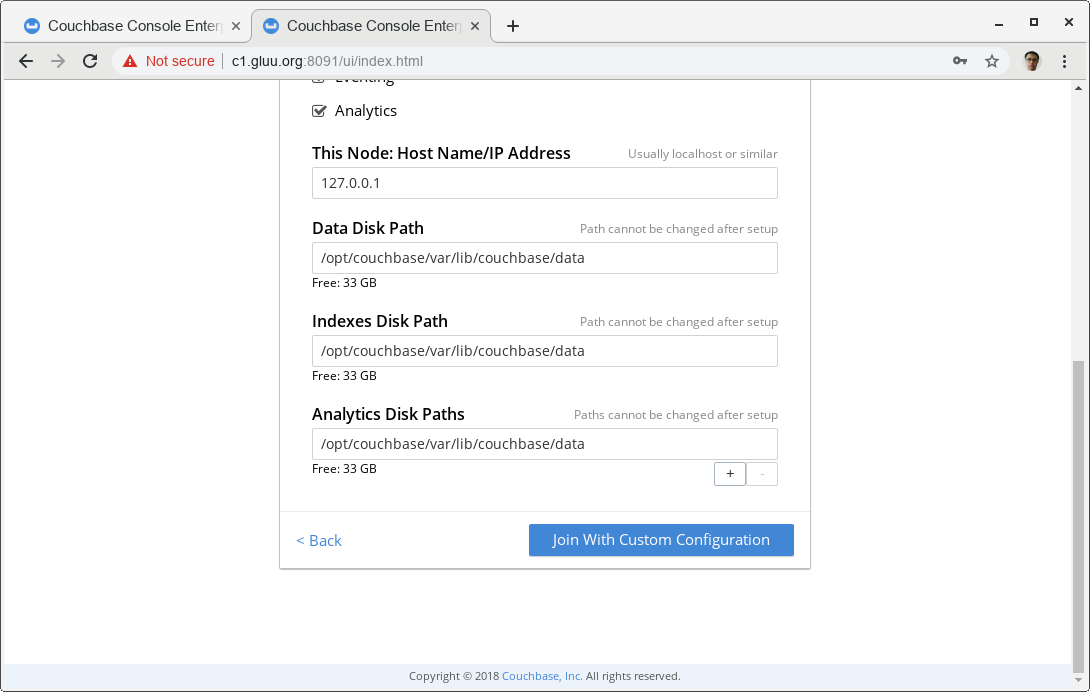 Couchbase Console Enter
Couchbase Console Enter
Not secure
c1.gluu.org:8091/ui/index.html
Eventing
Analytics
This Node: Host Name/IP Address
Usually localhost or similar
127.0.0.1
Data Disk Path
Path cannot be changed after setup
/opt/couchbase/var/lib/couchbase/data
Free: 33 GB
Indexes Disk Path
Path cannot be changed after setup
/opt/couchbase/var/lib/couchbase/data
Free: 33 GB
Analytics Disk Paths
Paths cannot be changed after setup
/opt/couchbase/var/lib/couchbase/data
Free: 33 GB
+ -
< Back
Join With Custom Configuration
Copyright © 2018 Couchbase, Inc. All rights reserved.